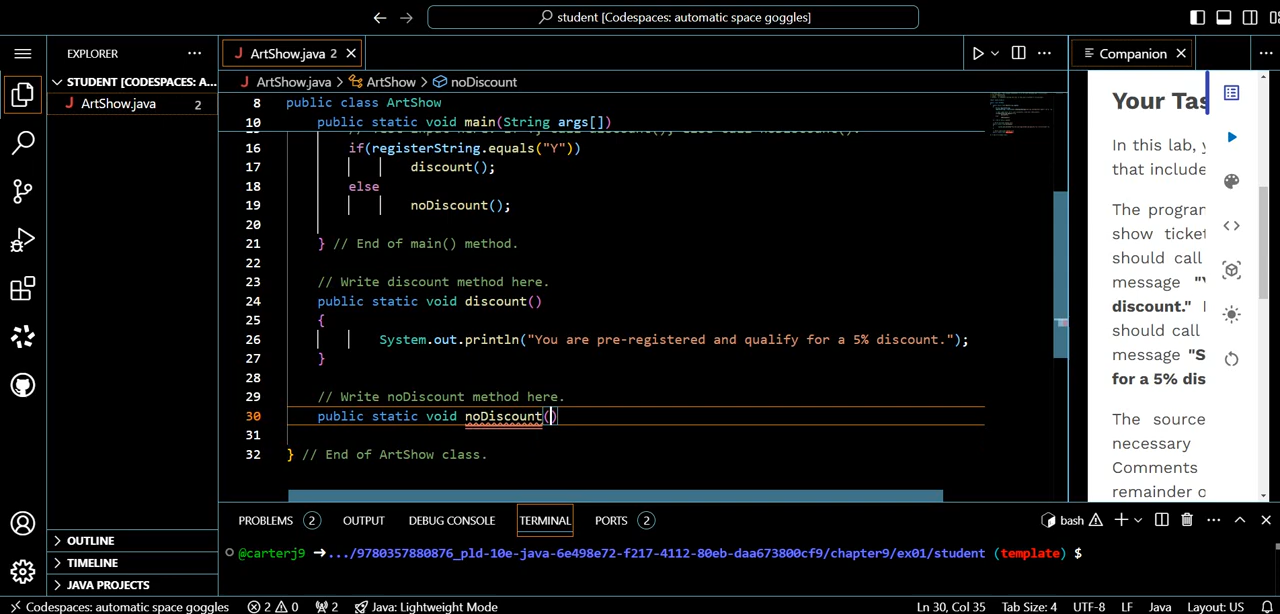 student [Codespaces: automatic space goggles]
EXPLORER
STUDENT [CODESPACES: A...
ArtShow.java 2
ArtShow.java 2
ArtShow.java > ArtShow > noDiscount
8 public class ArtShow
10 public static void main(String args[])
16 if(registerString.equals("Y"))
17 discount();
18 else
19 noDiscount();
20
21 } // End of main() method.
22
23 // Write discount method here.
24 public static void discount()
25 {
26 System.out.println("You are pre-registered and qualify for a 5% discount.");
27 }
28
29 // Write noDiscount method here.
30 public static void noDiscount()
31
32 } // End of ArtShow class.
Companion
Your Tas
In this lab, y
that include
The program
show ticket
should call
message "Y
discount."
should call
message "S
for a 5% dis
The source
necessary
Comments
remainder o
PROBLEMS 2 OUTPUT DEBUG CONSOLE TERMINAL PORTS 2
bash
@carterj9 ➜.../9780357880876_pld-10e-java-6e498e72-f217-4112-80eb-daa673800cf9/chapter9/ex01/student (template) $
OUTLINE
TIMELINE
JAVA PROJECTS
Codespaces: automatic space goggles 2 0 2 Java: Lightweight Mode
Ln 30, Col 35 Tab Size: 4 UTF-8 LF Java Layout: US